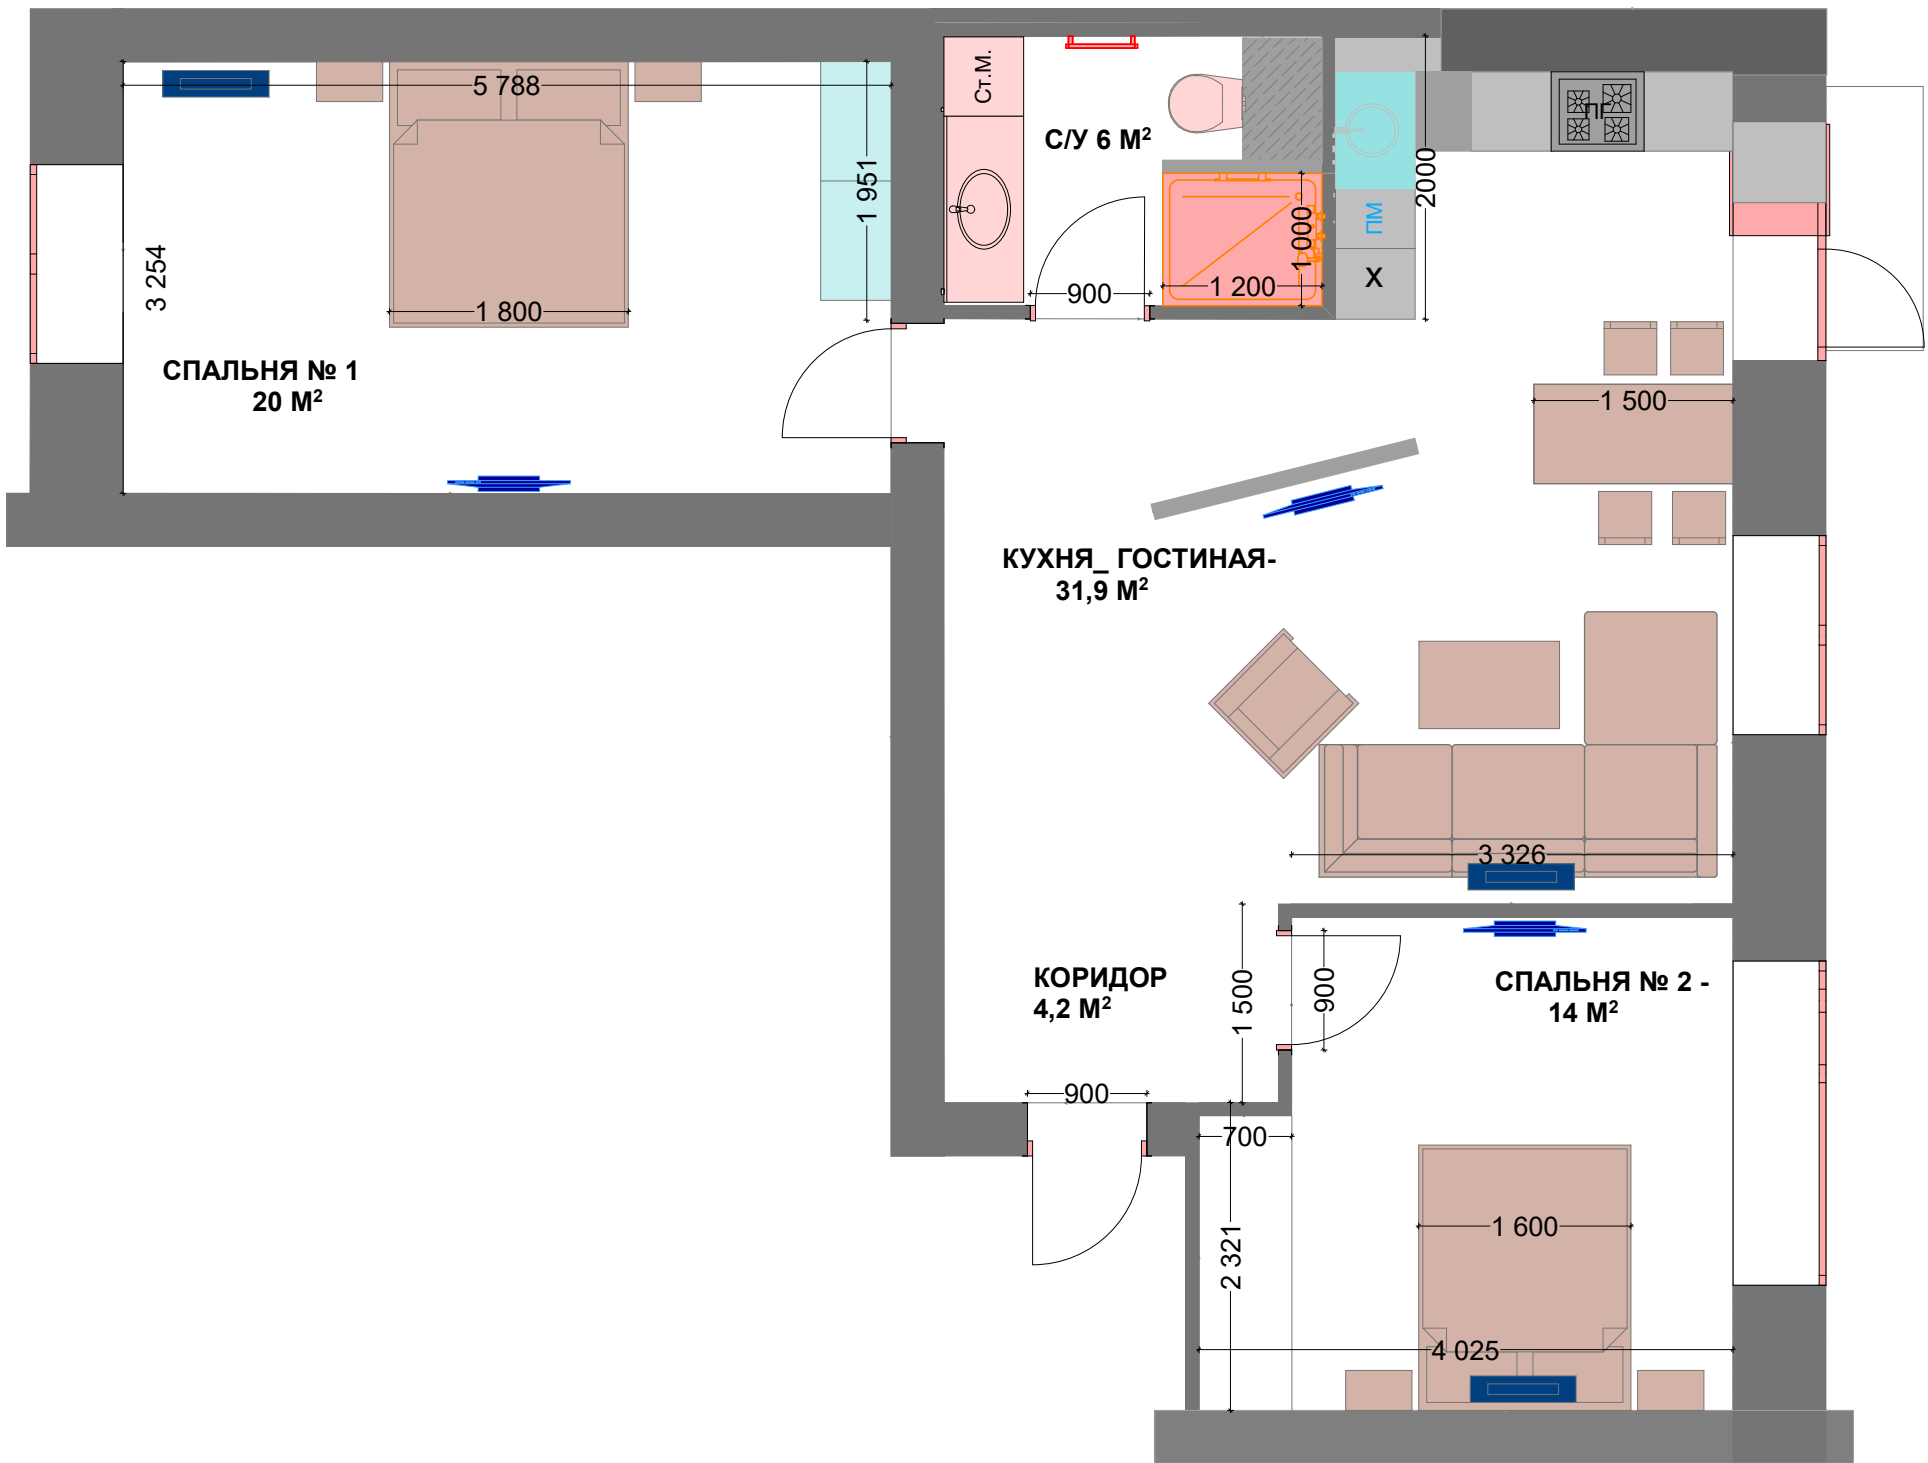 5 788
Ст.М.
С/У 6 М²
ПГ
1 951
2000
ПМ
3 254
1 000
Х
900
1 200
1 800
СПАЛЬНЯ № 1
20 М²
1 500
КУХНЯ_ ГОСТИНАЯ-
31,9 М²
3 326
КОРИДОР
4,2 М²
1 500
900
СПАЛЬНЯ № 2 -
14 М²
900
700
2 321
1 600
4 025